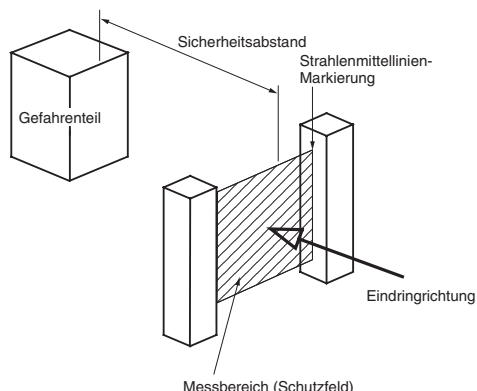 Sicherheitsabstand
Strahlenmittellinien-
Markierung
Gefahrenteil
Eindringrichtung
Messbereich (Schutzfeld)